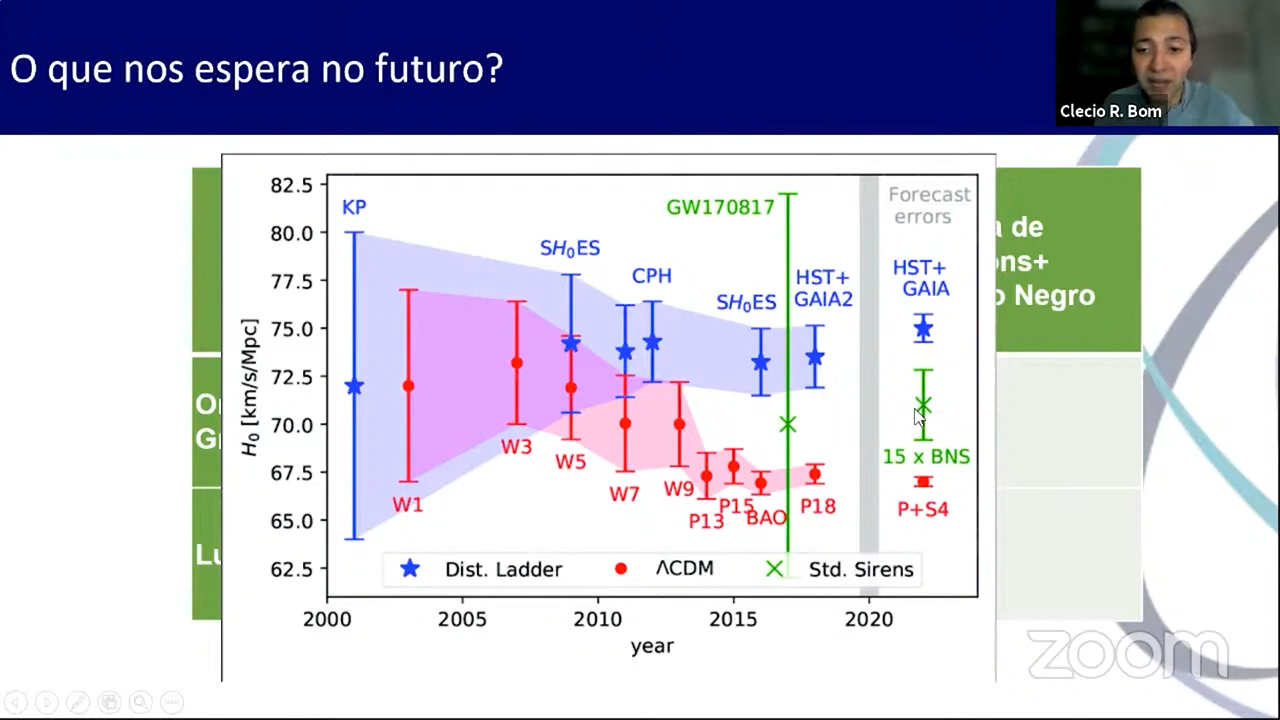 O que nos espera no futuro?
Clecio R. Bom
de
ons+
Negro
Gr
Lu
82.5
80.0
77.5
75.0
72.5
70.0
67.5
65.0
62.5
H₀ [km/s/Mpc]
KP
SH₀ES
CPH
GW170817
SH₀ES
HST+
GAIA2
Forecast
errors
HST+
GAIA
15 x BNS
P+S4
W1
W3
W5
W7
W9
P13
P15
BAO
P18
Dist. Ladder
ΛCDM
Std. Sirens
2000
2005
2010
2015
2020
year
zoom